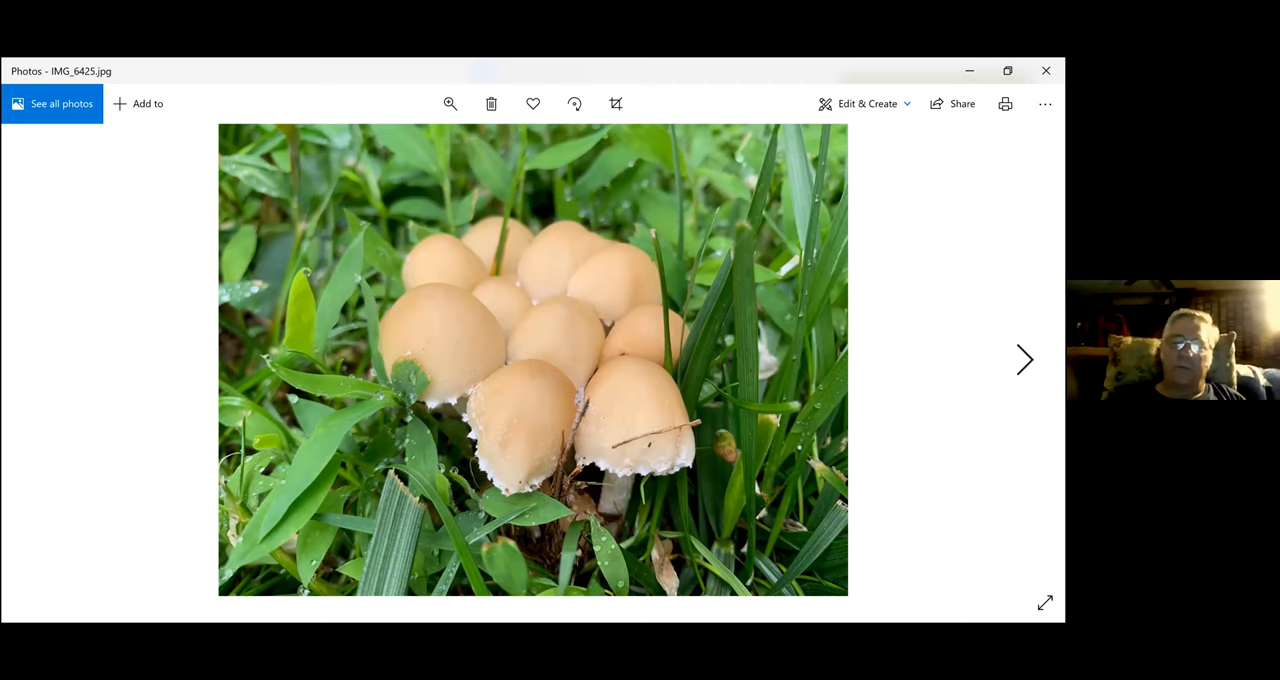 Photos - IMG_6425.jpg
See all photos
Add to
Edit & Create
Share